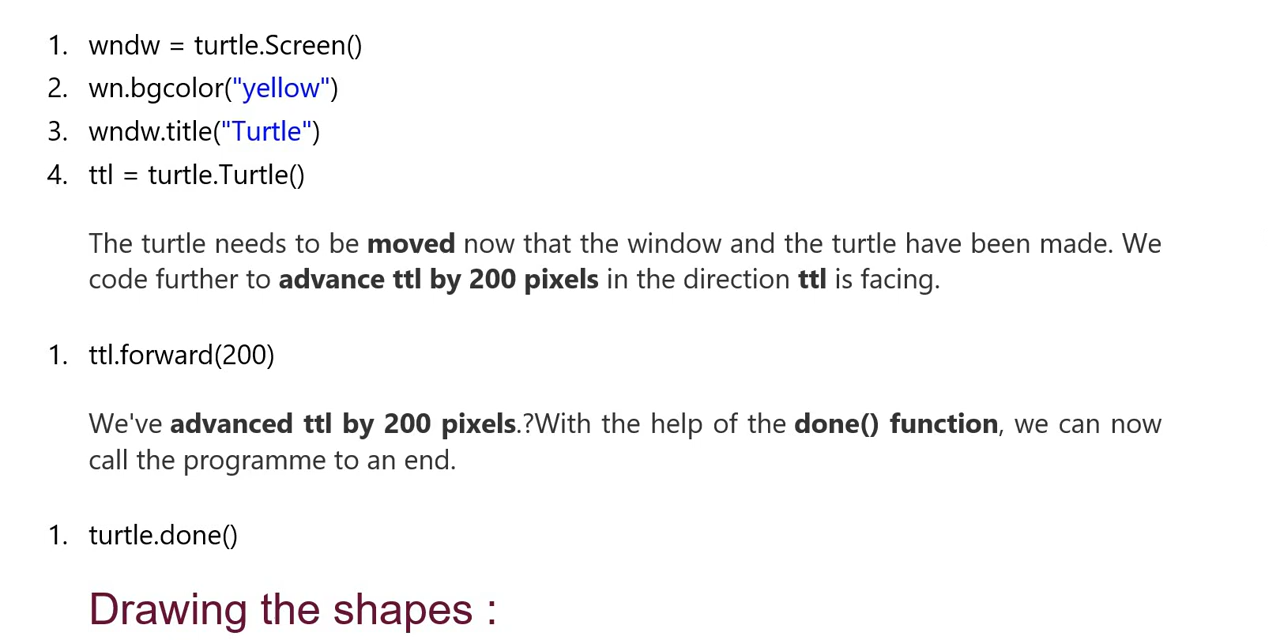 1. wndw = turtle.Screen()
2. wn.bgcolor("yellow")
3. wndw.title("Turtle")
4. ttl = turtle.Turtle()
The turtle needs to be moved now that the window and the turtle have been made. We
code further to advance ttl by 200 pixels in the direction ttl is facing.
1. ttl.forward(200)
We've advanced ttl by 200 pixels.?With the help of the done() function, we can now
call the programme to an end.
1. turtle.done()
Drawing the shapes :